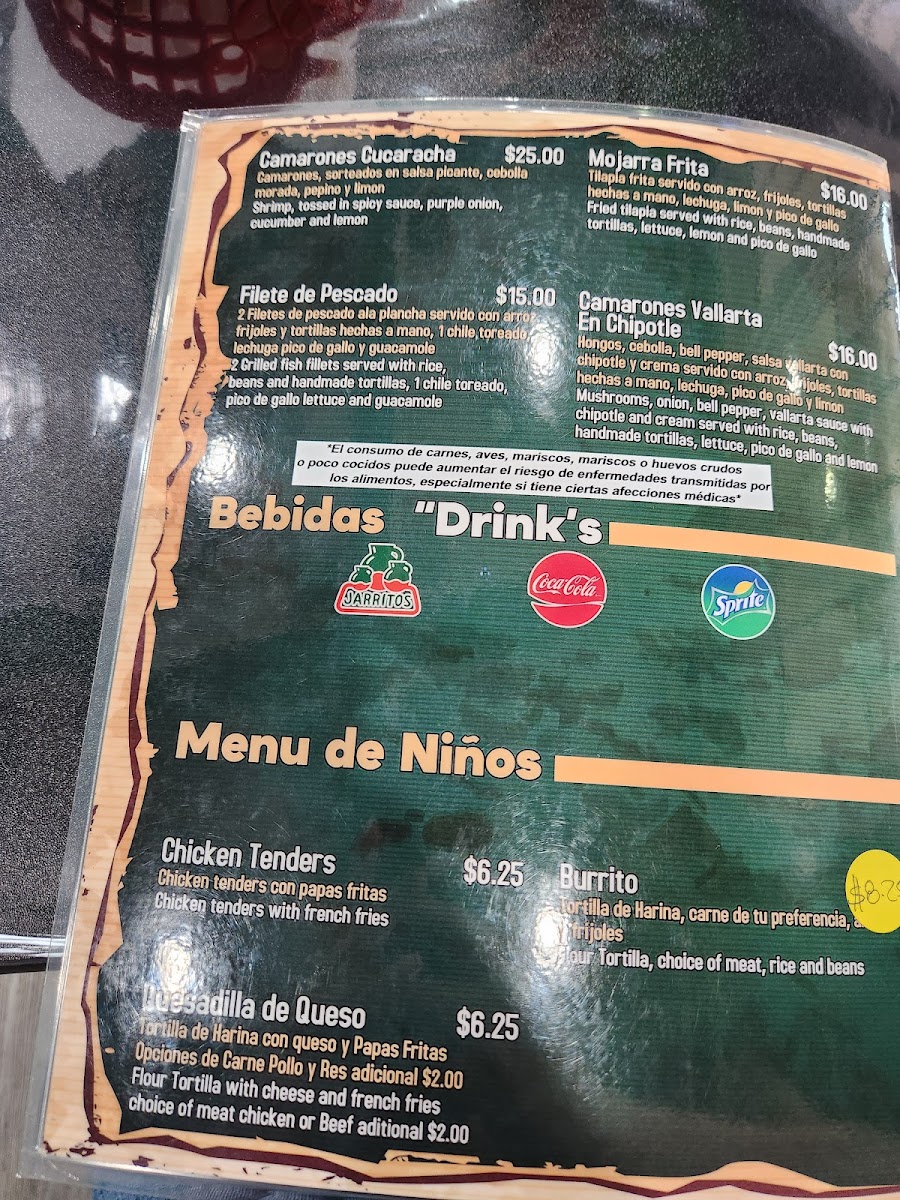 Camarones Cucaracha $25.00
Camarones, sorteados en salsa picante, cebolla
morada, pepino y limon
Shrimp, tossed in spicy sauce, purple onion,
cucumber and lemon
Mojarra Frita $16.00
Tilapia frita servido con arroz, frijoles, tortillas
hechas a mano, lechuga, limon y pico de gallo
Fried tilapia served with rice, beans, handmade
tortillas, lettuce, lemon and pico de gallo
Filete de Pescado $15.00
2 Filetes de pescado ala plancha servido con arroz,
frijoles y tortillas hechas a mano, 1 chile toreado,
lechuga pico de gallo y guacamole
2 Grilled fish fillets served with rice,
beans and handmade tortillas, 1 chile toreado,
pico de gallo lettuce and guacamole
Camarones Vallarta
En Chipotle $16.00
Hongos, cebolla, bell pepper, salsa vallarta con
chipotle y crema servido con arroz, frijoles, tortillas
hechas a mano, lechuga, pico de gallo y limon
Mushrooms, onion, bell pepper, vallarta sauce with
chipotle and cream served with rice, beans,
handmade tortillas, lettuce, pico de gallo and lemon
*El consumo de carnes, aves, mariscos, mariscos o huevos crudos
o poco cocidos puede aumentar el riesgo de enfermedades transmitidas por
los alimentos, especialmente si tiene ciertas afecciones médicas*
Bebidas "Drink's
JARRITOS
Coca-Cola
Sprite
Menu de Niños
Chicken Tenders $6.25
Chicken tenders con papas fritas
Chicken tenders with french fries
Burrito
Tortilla de Harina, carne de tu preferencia,
frijoles
Flour Tortilla, choice of meat, rice and beans
Quesadilla de Queso $6.25
Tortilla de Harina con queso y Papas Fritas
Opciones de Carne Pollo y Res adicional $2.00
Flour Tortilla with cheese and french fries
choice of meat chicken or Beef aditional $2.00